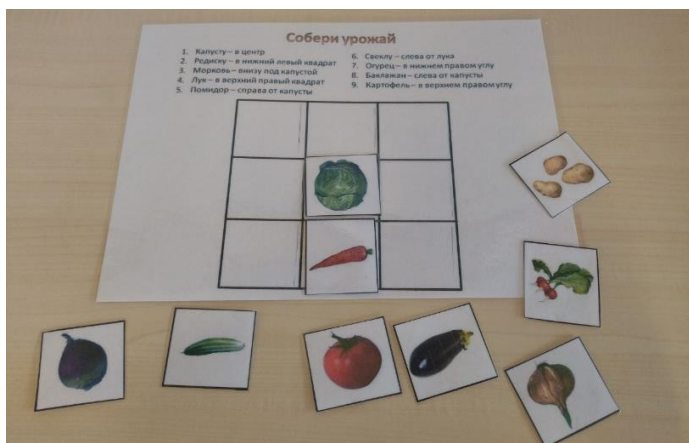 Собери урожай
1. Капусту – в центр
2. Редиску – в нижний левый квадрат
3. Морковь – внизу под капустой
4. Лук – в верхний правый квадрат
5. Помидор – справа от капусты
6. Свеклу – слева от лука
7. Огурец – в нижнем правом углу
8. Баклажан – слева от капусты
9. Картофель – в верхнем правом углу